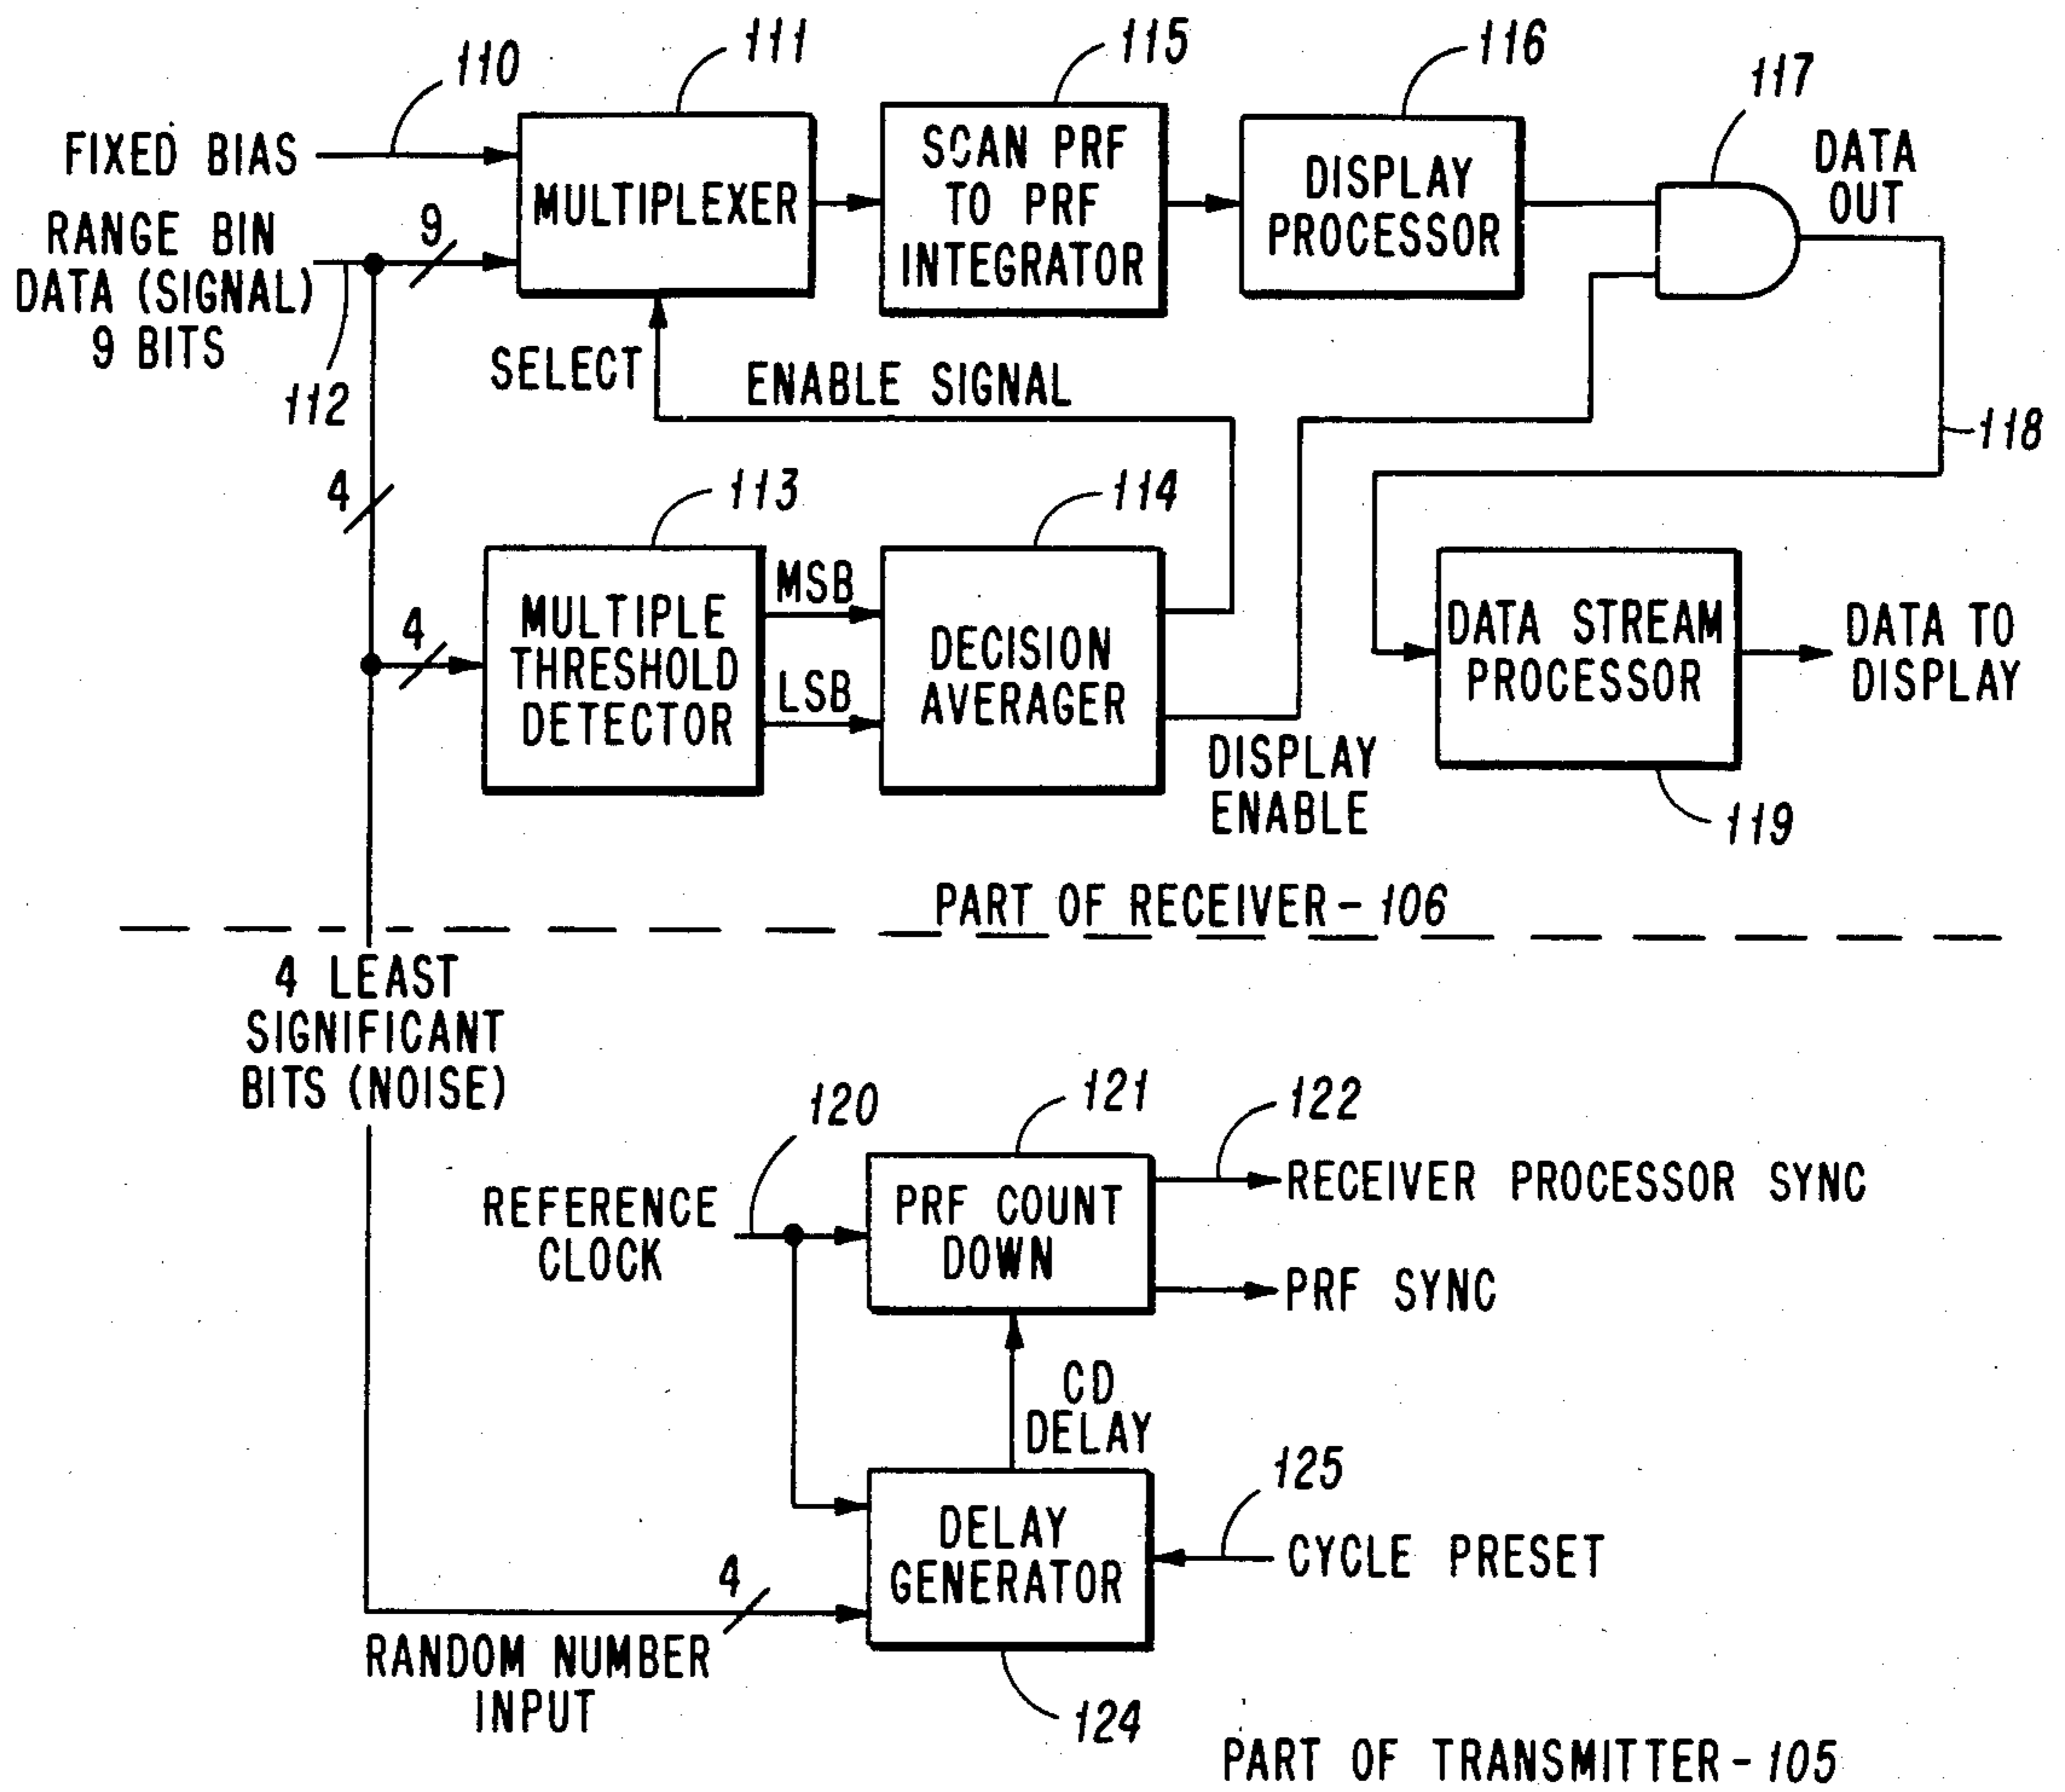 110
111
115
116
117
FIXED BIAS
MULTIPLEXER
SCAN PRF
TO PRF
INTEGRATOR
DISPLAY
PROCESSOR
DATA
OUT
RANGE BIN
DATA (SIGNAL)
9 BITS
9
112
SELECT
ENABLE SIGNAL
118
4
113
114
4
MULTIPLE
THRESHOLD
DETECTOR
MSB
LSB
DECISION
AVERAGER
DISPLAY
ENABLE
DATA STREAM
PROCESSOR
DATA TO
DISPLAY
119
PART OF RECEIVER - 106
4 LEAST
SIGNIFICANT
BITS (NOISE)
120
121
122
REFERENCE
CLOCK
PRF COUNT
DOWN
RECEIVER PROCESSOR SYNC
PRF SYNC
CD
DELAY
125
DELAY
GENERATOR
CYCLE PRESET
4
RANDOM NUMBER
INPUT
124
PART OF TRANSMITTER - 105